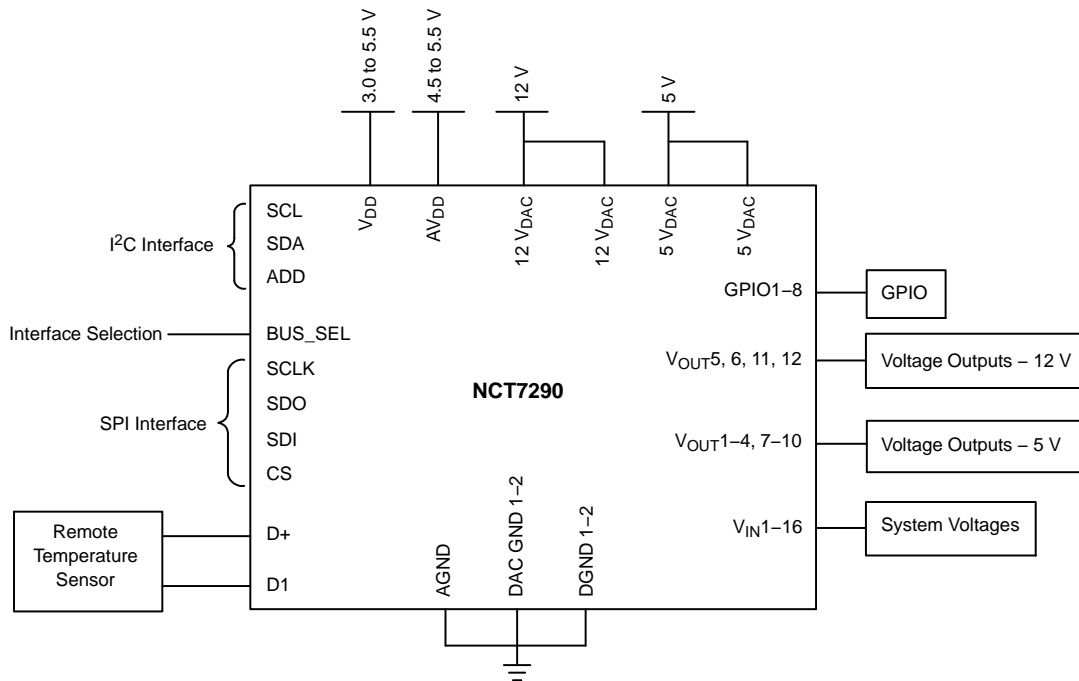 3.0 to 5.5 V
4.5 to 5.5 V
12 V
5 V
VDD
AVDD
12 VDAC
12 VDAC
5 VDAC
5 VDAC
I2C Interface
SCL
SDA
ADD
Interface Selection
BUS_SEL
SPI Interface
SCLK
SDO
SDI
CS
Remote
Temperature
Sensor
D+
D1
NCT7290
GPIO1–8
GPIO
VOUT5, 6, 11, 12
Voltage Outputs – 12 V
VOUT1–4, 7–10
Voltage Outputs – 5 V
VIN1–16
System Voltages
AGND
DAC GND 1–2
DGND 1–2